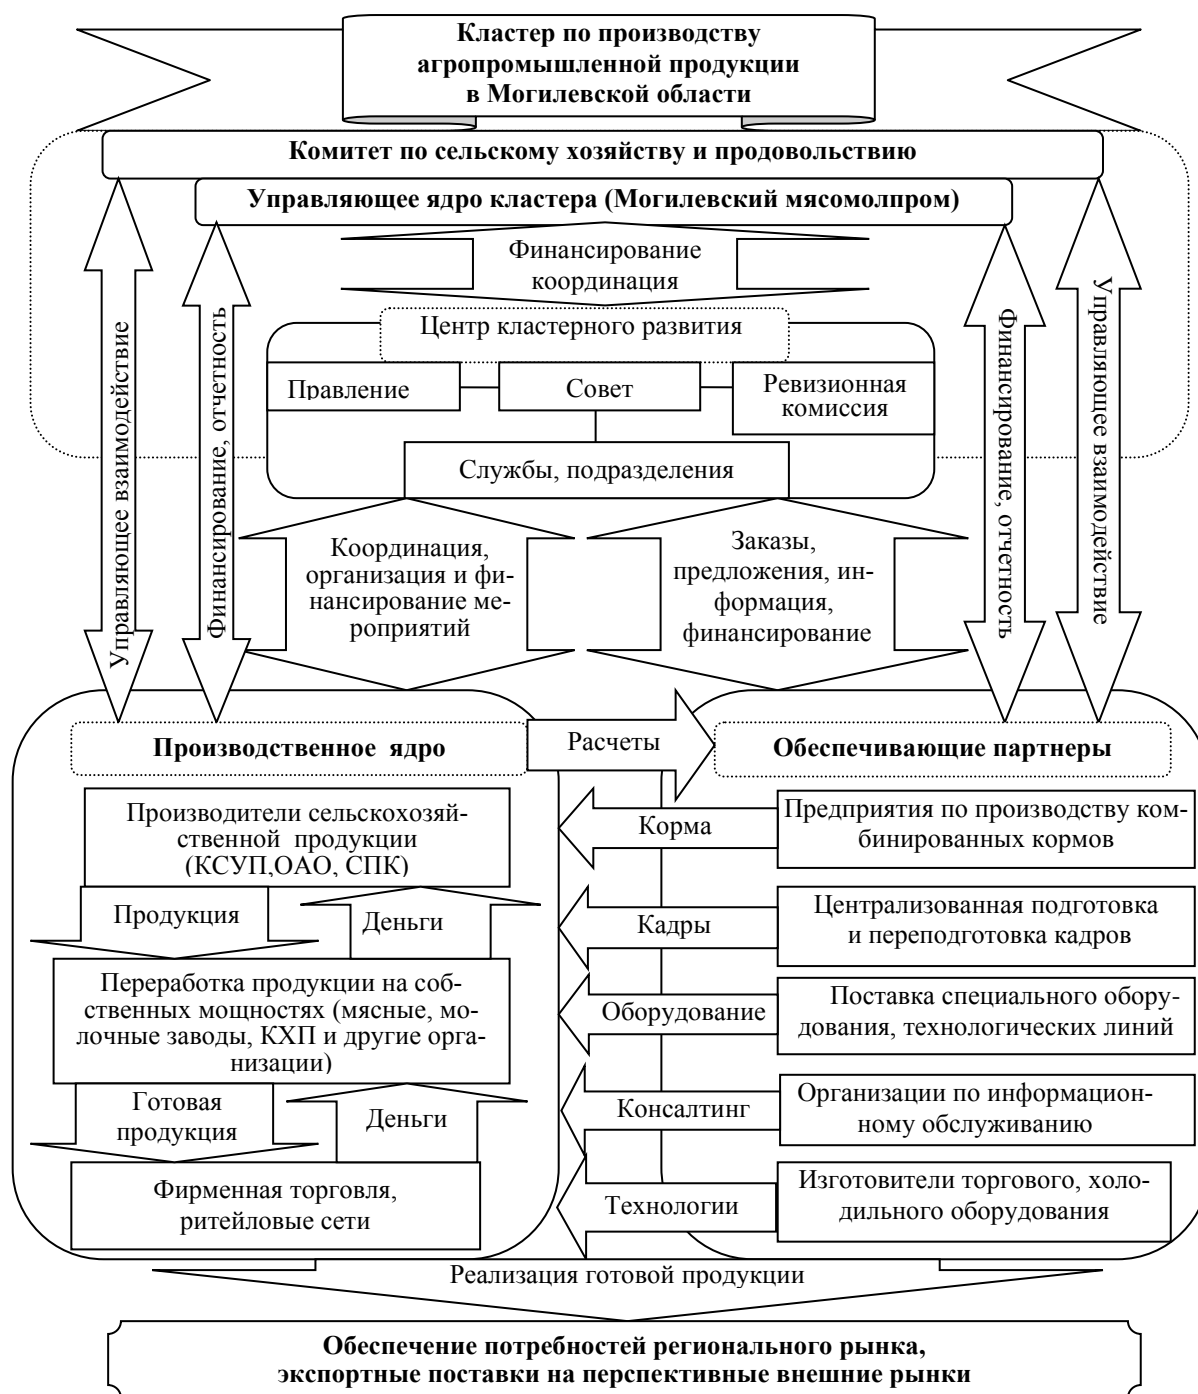 Кластер по производству
агропромышленной продукции
в Могилевской области
Комитет по сельскому хозяйству и продовольствию
Управляющее ядро кластера (Могилевский мясомолпром)
Финансирование
координация
Центр кластерного развития
Правление
Совет
Ревизионная
комиссия
Службы, подразделения
Управляющее взаимодействие
Финансирование, отчетность
Финансирование, отчетность
Управляющее взаимодействие
Координация,
организация и фи-
нансирование ме-
роприятий
Заказы,
предложения, ин-
формация,
финансирование
Производственное ядро
Расчеты
Обеспечивающие партнеры
Производители сельскохозяй-
ственной продукции
(КСУП,ОАО, СПК)
Корма
Предприятия по производству ком-
бинированных кормов
Продукция
Деньги
Кадры
Централизованная подготовка
и переподготовка кадров
Переработка продукции на соб-
ственных мощностях (мясные, мо-
лочные заводы, КХП и другие орга-
низации)
Оборудование
Поставка специального обору-
дования, технологических линий
Готовая
продукция
Деньги
Консалтинг
Организации по информацион-
ному обслуживанию
Фирменная торговля,
ритейловые сети
Технологии
Изготовители торгового, холо-
дильного оборудования
Реализация готовой продукции
Обеспечение потребностей регионального рынка,
экспортные поставки на перспективные внешние рынки